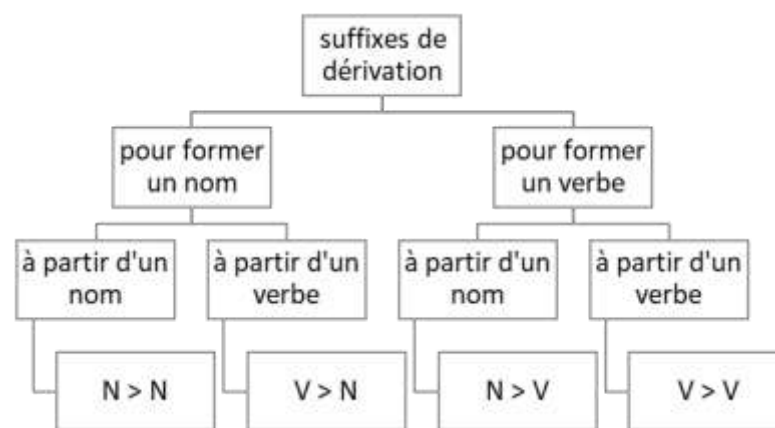 suffixes de
dérivation
pour former
un nom
pour former
un verbe
à partir d'un
nom
à partir d'un
verbe
à partir d'un
nom
à partir d'un
verbe
N > N
V > N
N > V
V > V